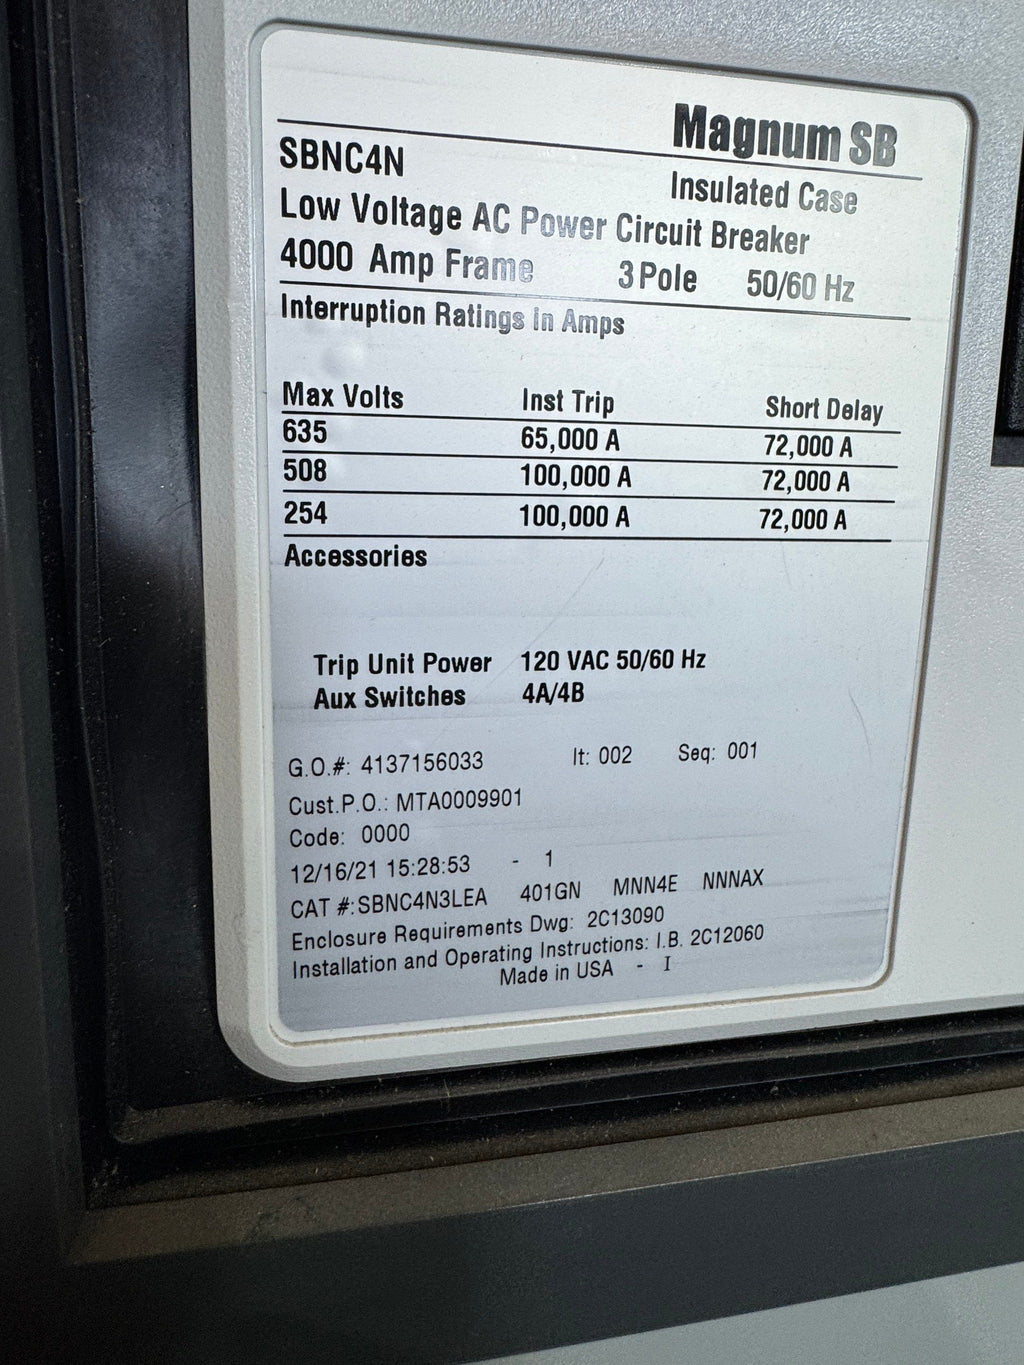 Magnum SB
SBNC4N
Insulated Case
Low Voltage AC Power Circuit Breaker
4000 Amp Frame 3 Pole 50/60 Hz
Interruption Ratings in Amps
Max Volts Inst Trip Short Delay
635 65,000 A 72,000 A
508 100,000 A 72,000 A
254 100,000 A 72,000 A
Accessories
Trip Unit Power 120 VAC 50/60 Hz
Aux Switches 4A/4B
G.O.#: 4137156033 It: 002 Seq: 001
Cust.P.O.: MTA0009901
Code: 0000
12/16/21 15:28:53 - 1
CAT #:SBNC4N3LEA 401GN MNN4E NNNAX
Enclosure Requirements Dwg: 2C13090
Installation and Operating Instructions: I.B. 2C12060
Made in USA - I